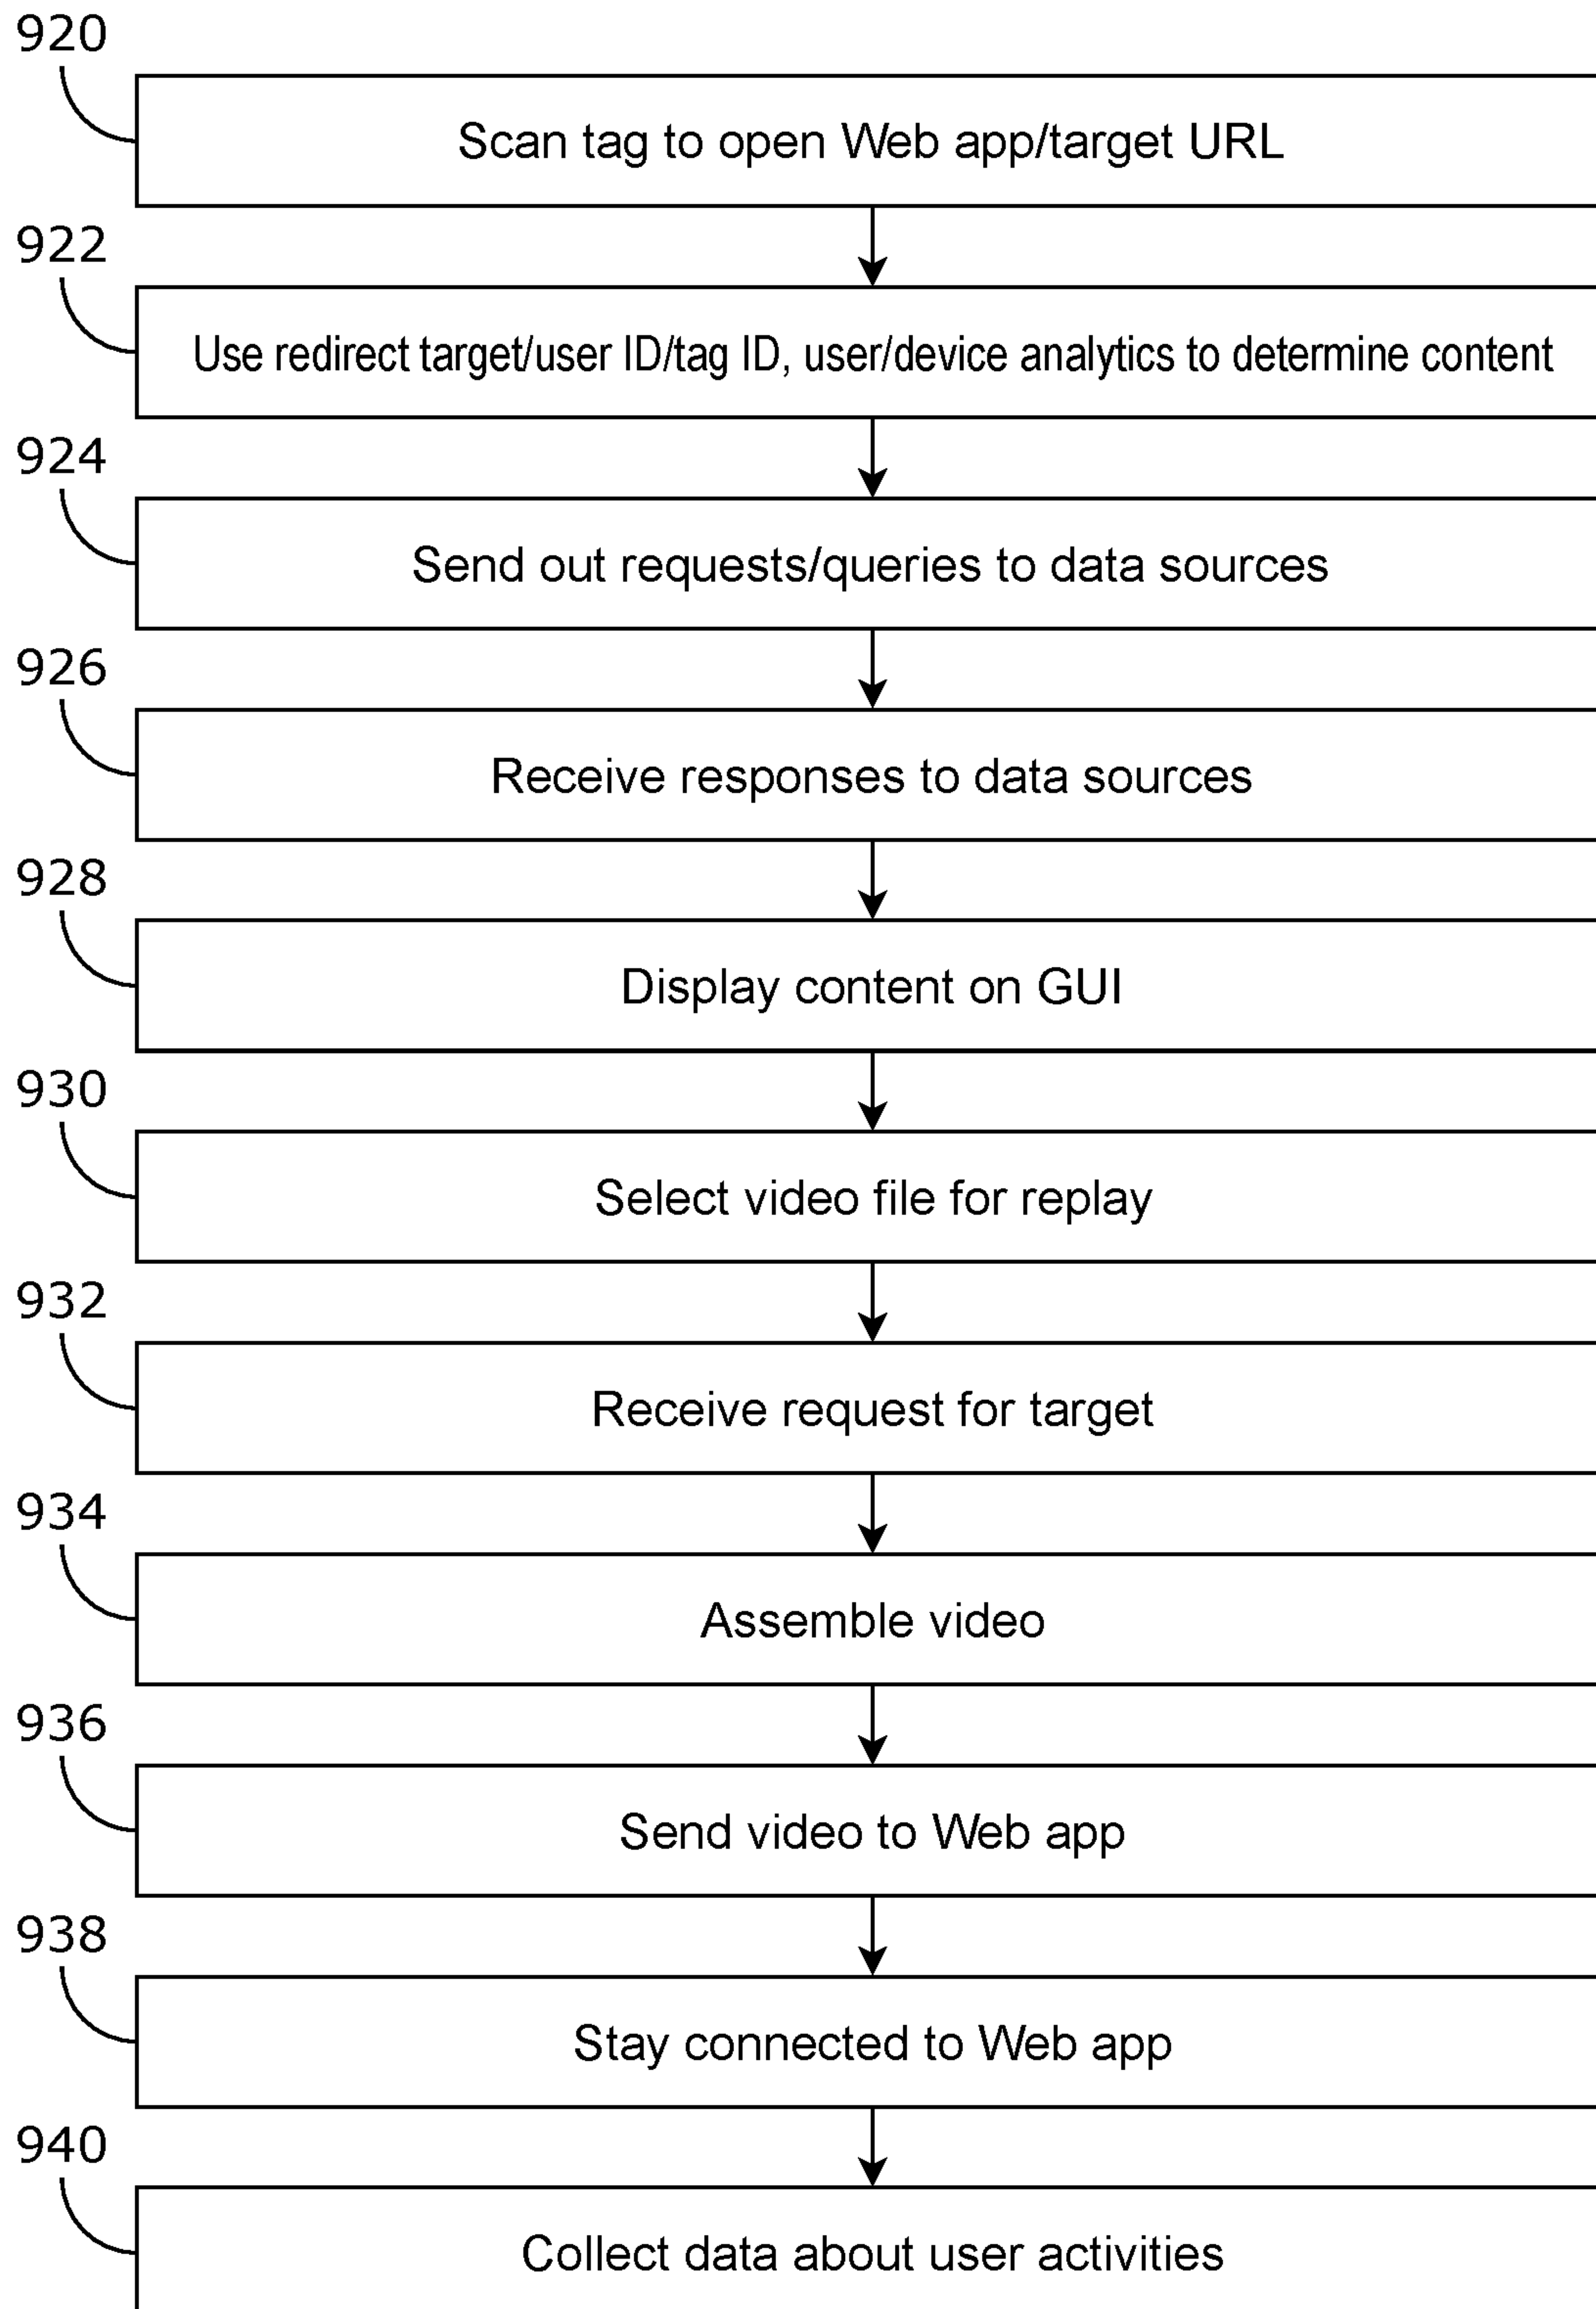 920
Scan tag to open Web app/target URL
922
Use redirect target/user ID/tag ID, user/device analytics to determine content
924
Send out requests/queries to data sources
926
Receive responses to data sources
928
Display content on GUI
930
Select video file for replay
932
Receive request for target
934
Assemble video
936
Send video to Web app
938
Stay connected to Web app
940
Collect data about user activities